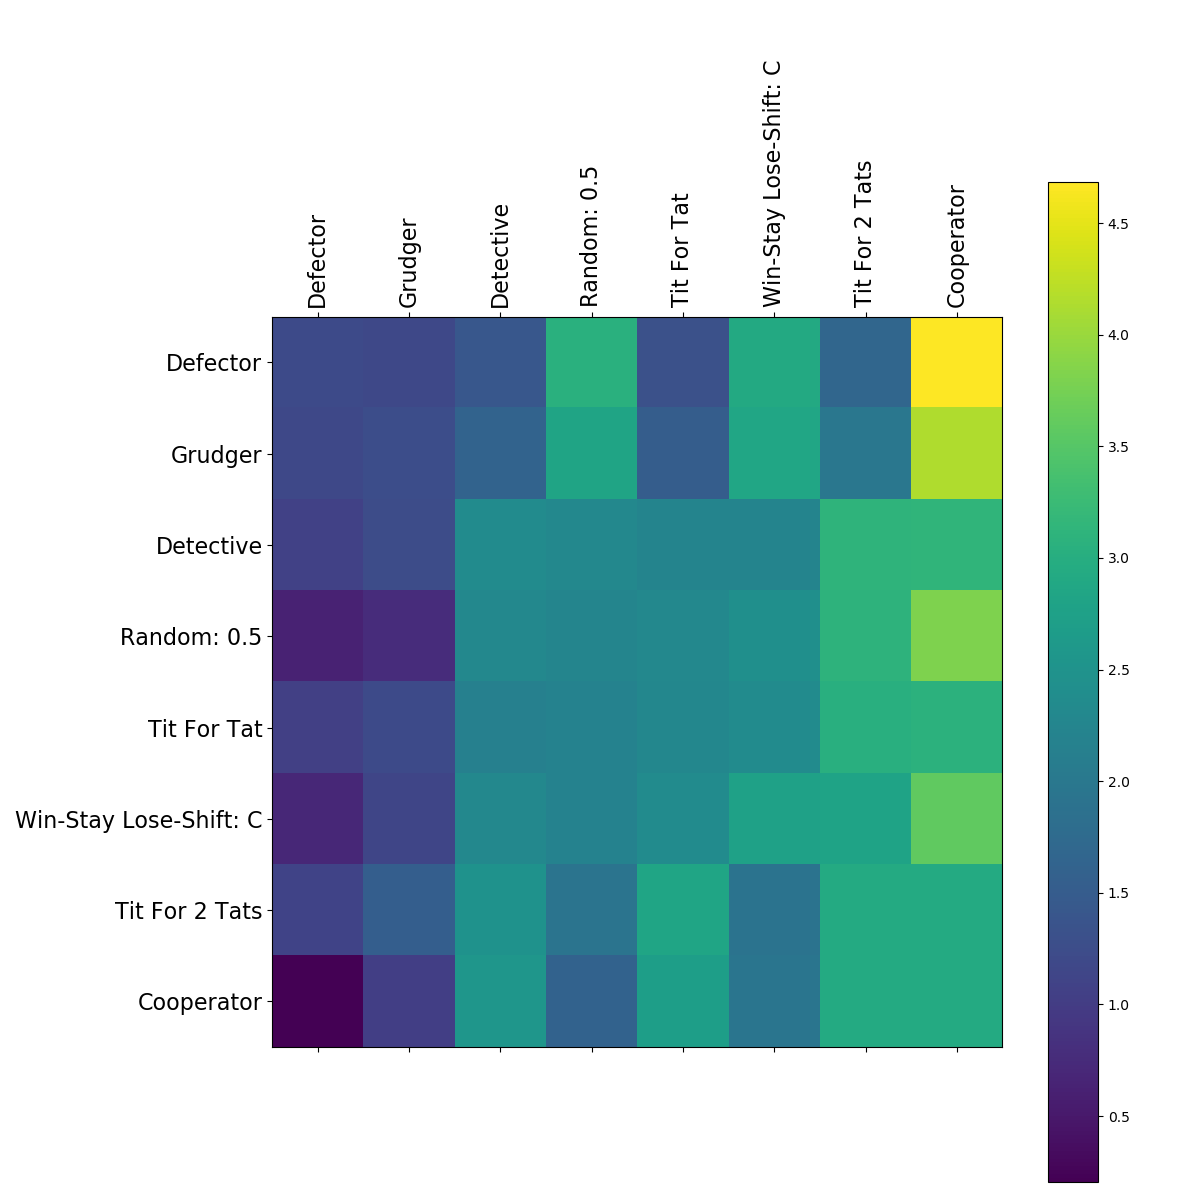 Defector
Grudger
Detective
Random: 0.5
Tit For Tat
Win-Stay Lose-Shift: C
Tit For 2 Tats
Cooperator
Defector
Grudger
Detective
Random: 0.5
Tit For Tat
Win-Stay Lose-Shift: C
Tit For 2 Tats
Cooperator
4.5
4.0
3.5
3.0
2.5
2.0
1.5
1.0
0.5